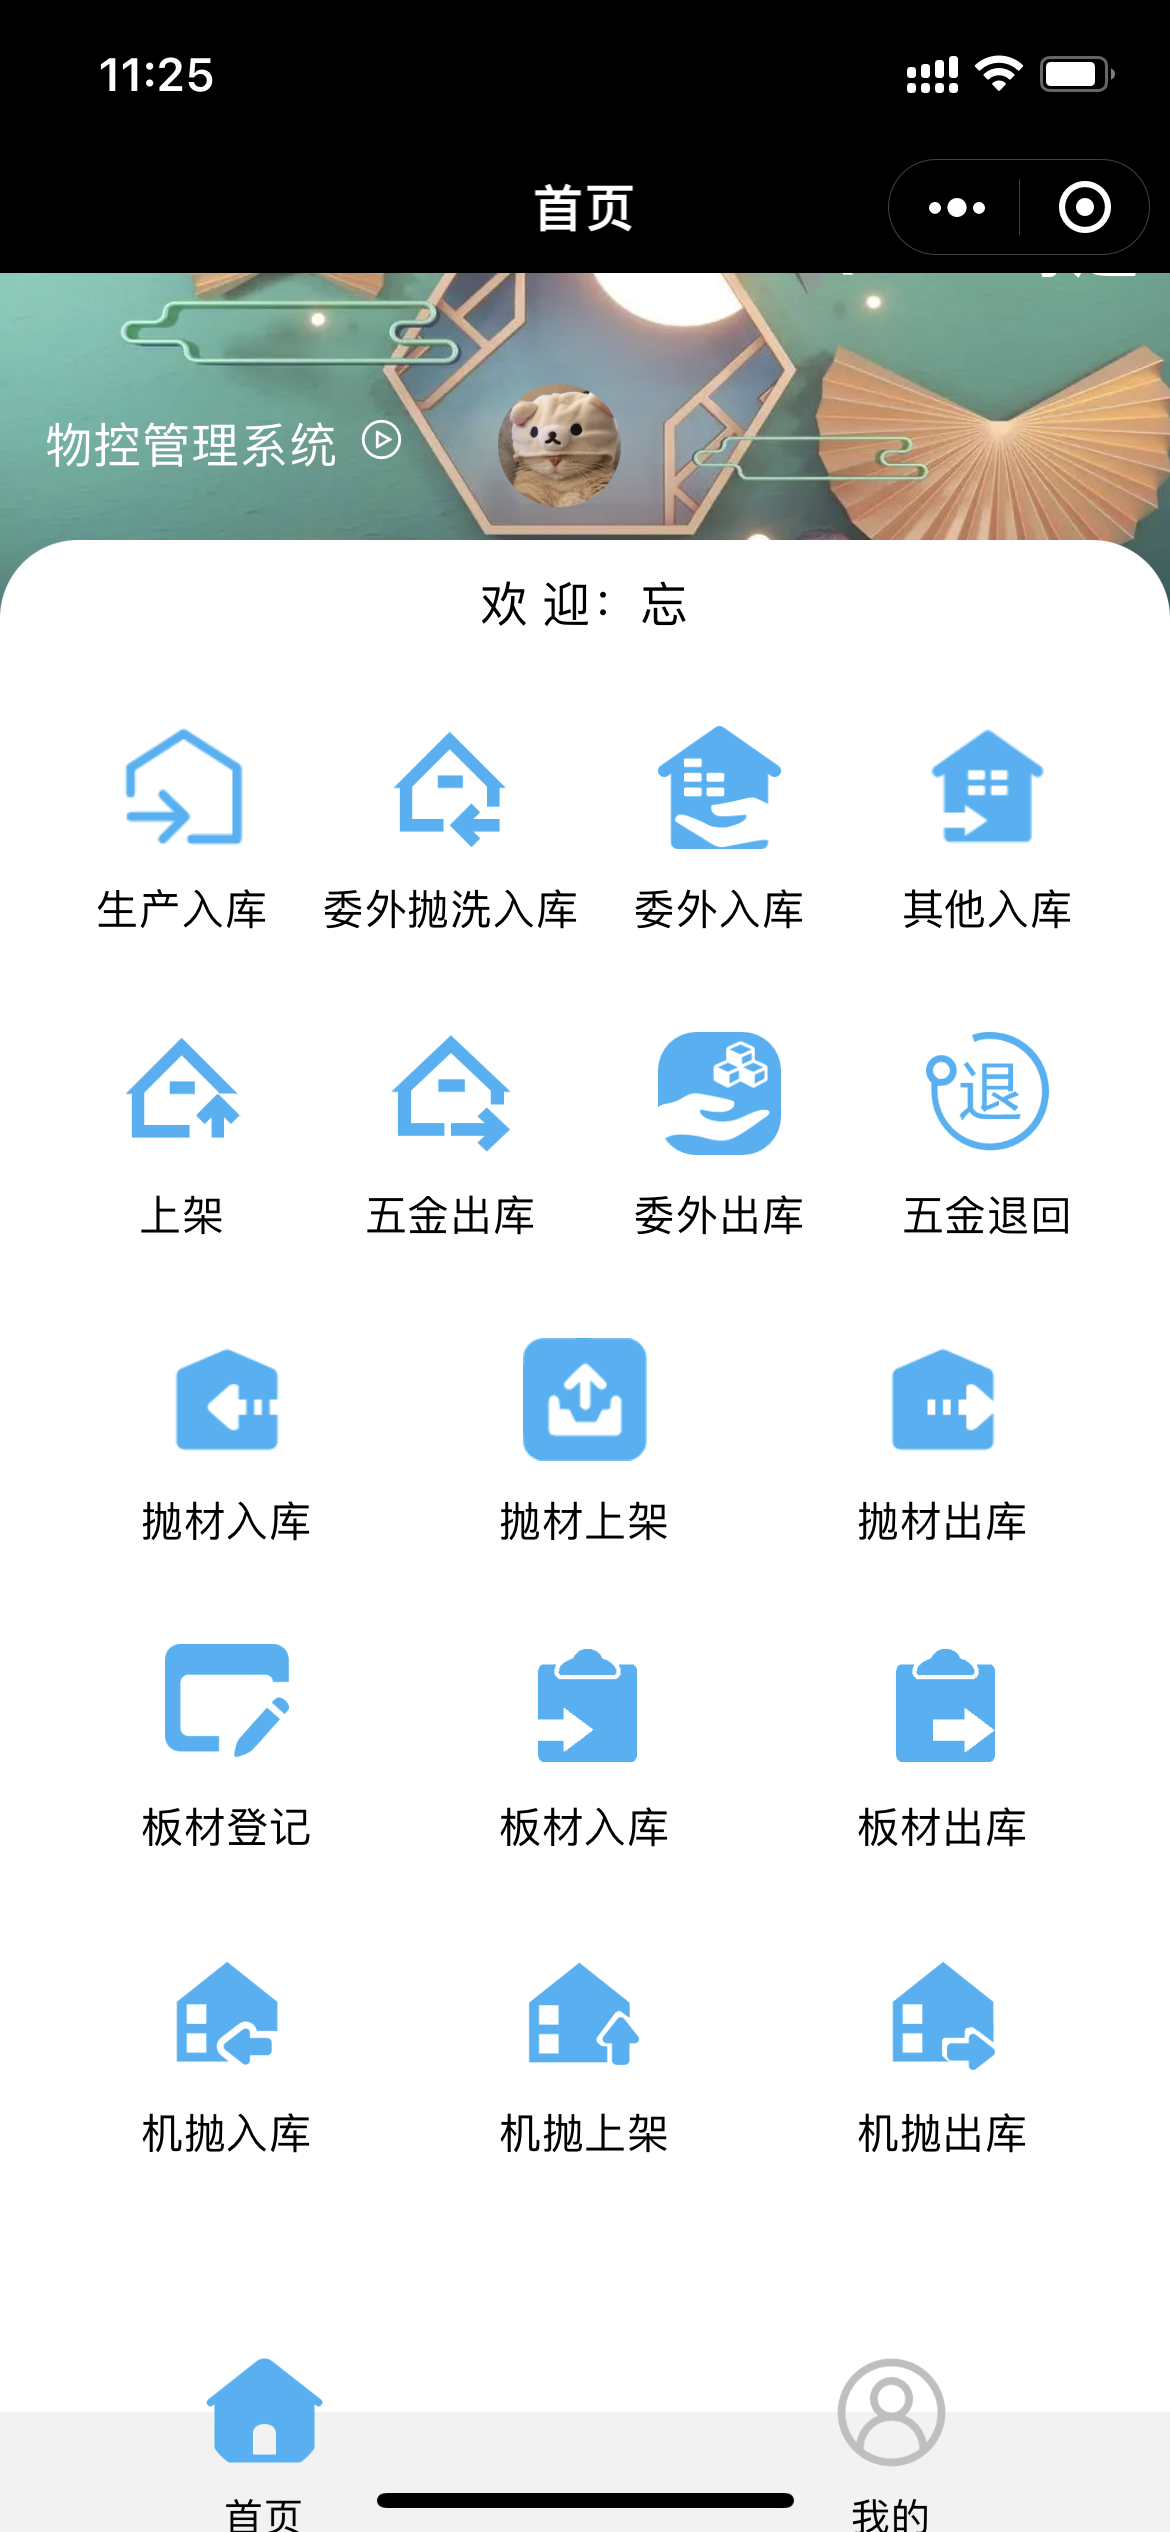 11:25
首页
物控管理系统
欢 迎：忘
生产入库 委外抛洗入库 委外入库 其他入库
退
上架 五金出库 委外出库 五金退回
抛材入库 抛材上架 抛材出库
板材登记 板材入库 板材出库
机抛入库 机抛上架 机抛出库
首页 我的